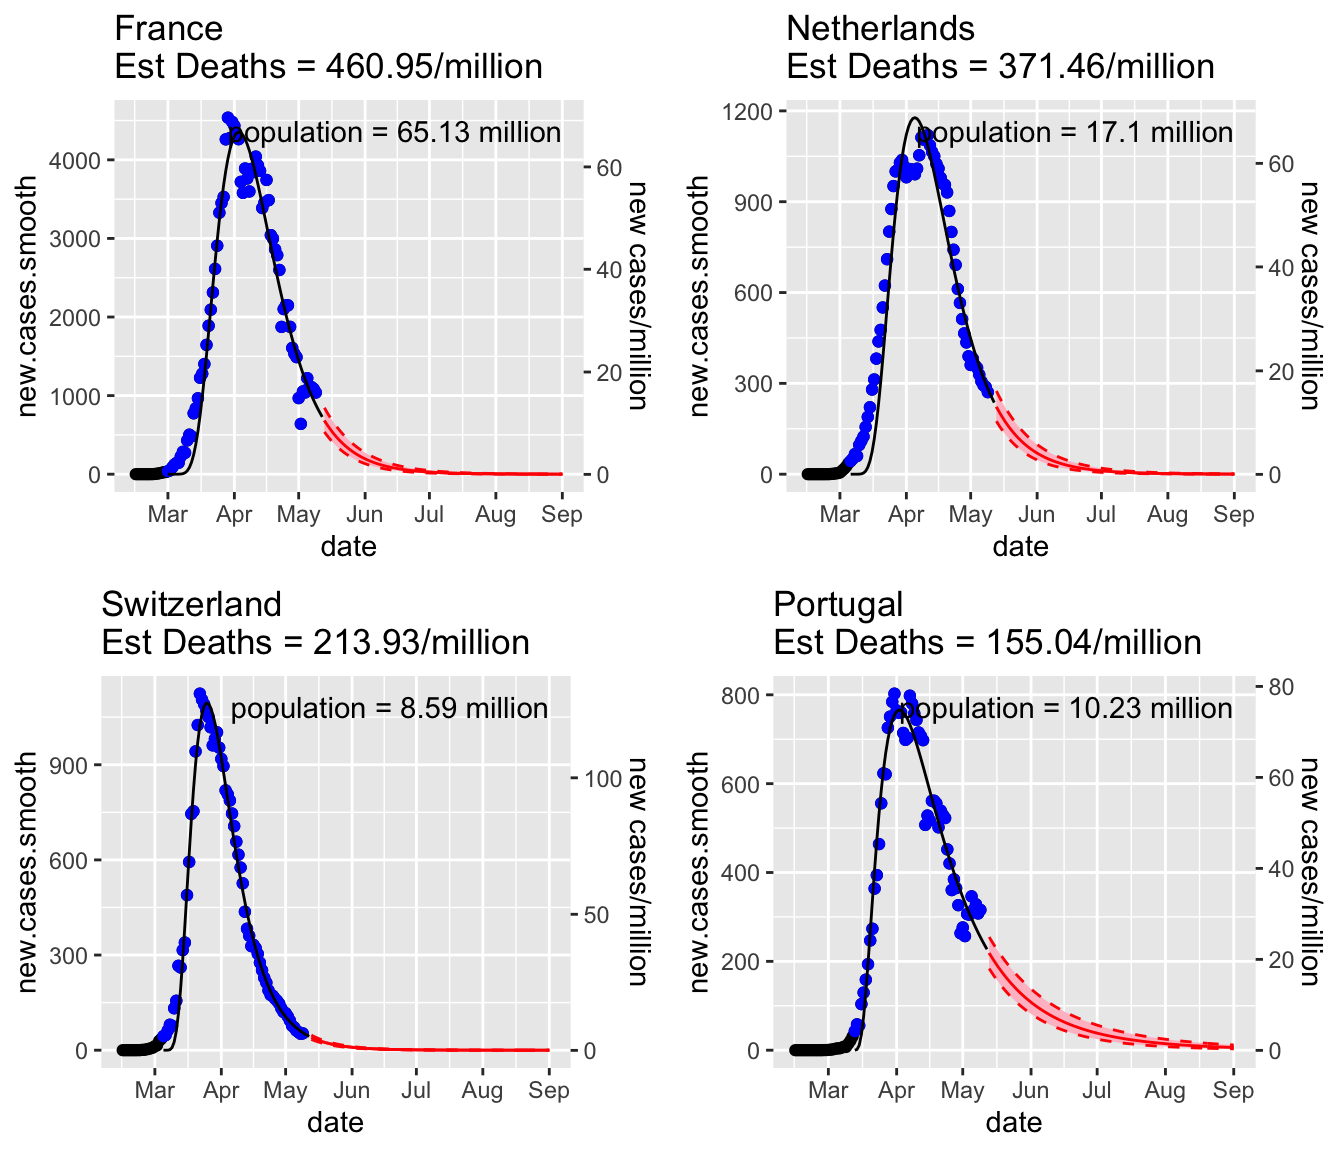 France
Est Deaths = 460.95/million
population = 65.13 million
new.cases.smooth
4000
3000
2000
1000
0
60
40
20
0
new cases/million
Mar Apr May Jun Jul Aug Sep
date
Netherlands
Est Deaths = 371.46/million
population = 17.1 million
new.cases.smooth
1200
900
600
300
0
60
40
20
0
new cases/million
Mar Apr May Jun Jul Aug Sep
date
Switzerland
Est Deaths = 213.93/million
population = 8.59 million
new.cases.smooth
900
600
300
0
100
50
0
new cases/million
Mar Apr May Jun Jul Aug Sep
date
Portugal
Est Deaths = 155.04/million
population = 10.23 million
new.cases.smooth
800
600
400
200
0
80
60
40
20
0
new cases/million
Mar Apr May Jun Jul Aug Sep
date